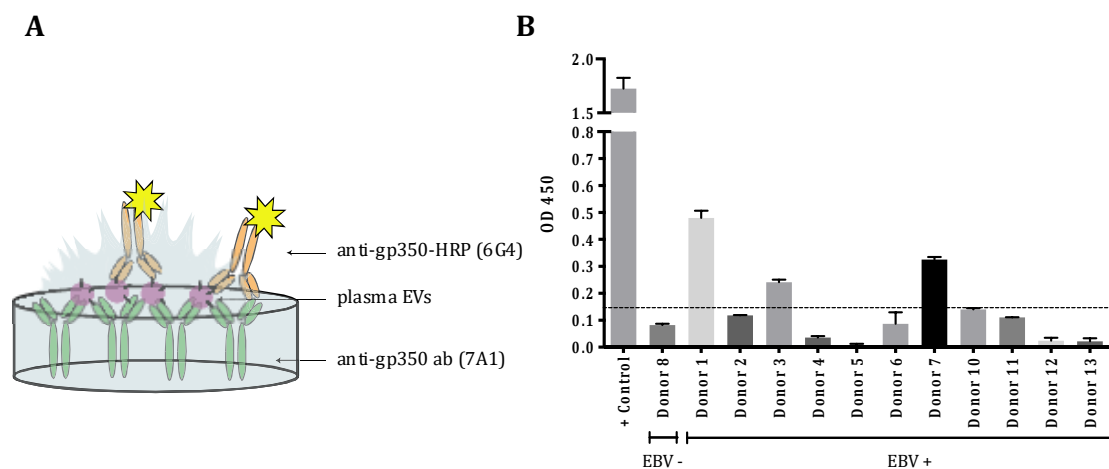 A
anti-gp350-HRP (6G4)
plasma EVs
anti-gp350 ab (7A1)
B
OD 450
2.0
1.5
0.8
0.7
0.6
0.5
0.4
0.3
0.2
0.1
0.0
+ Control
Donor 8
Donor 1
Donor 2
Donor 3
Donor 4
Donor 5
Donor 6
Donor 7
Donor 10
Donor 11
Donor 12
Donor 13
EBV -
EBV +